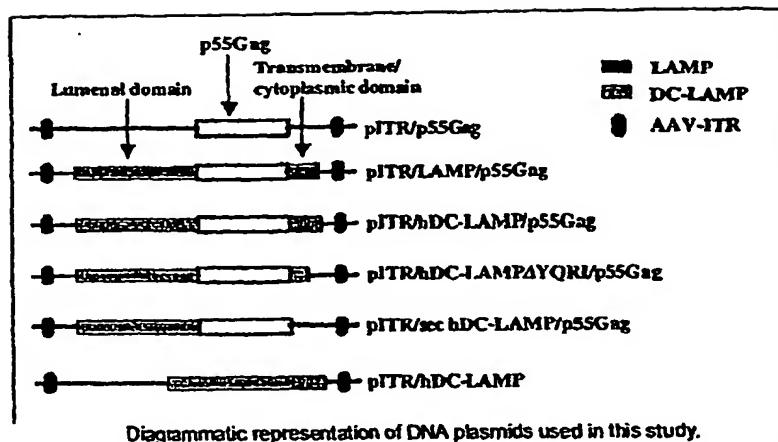 p55Gag
Lumenal domain
Transmembrane/
cytoplasmic domain
LAMP
DC-LAMP
AAV-ITR
pITR/p55Gag
pITR/LAMP/p55Gag
pITR/hDC-LAMP/p55Gag
pITR/hDC-LAMPΔYQRI/p55Gag
pITR/sec hDC-LAMP/p55Gag
pITR/hDC-LAMP
Diagrammatic representation of DNA plasmids used in this study.